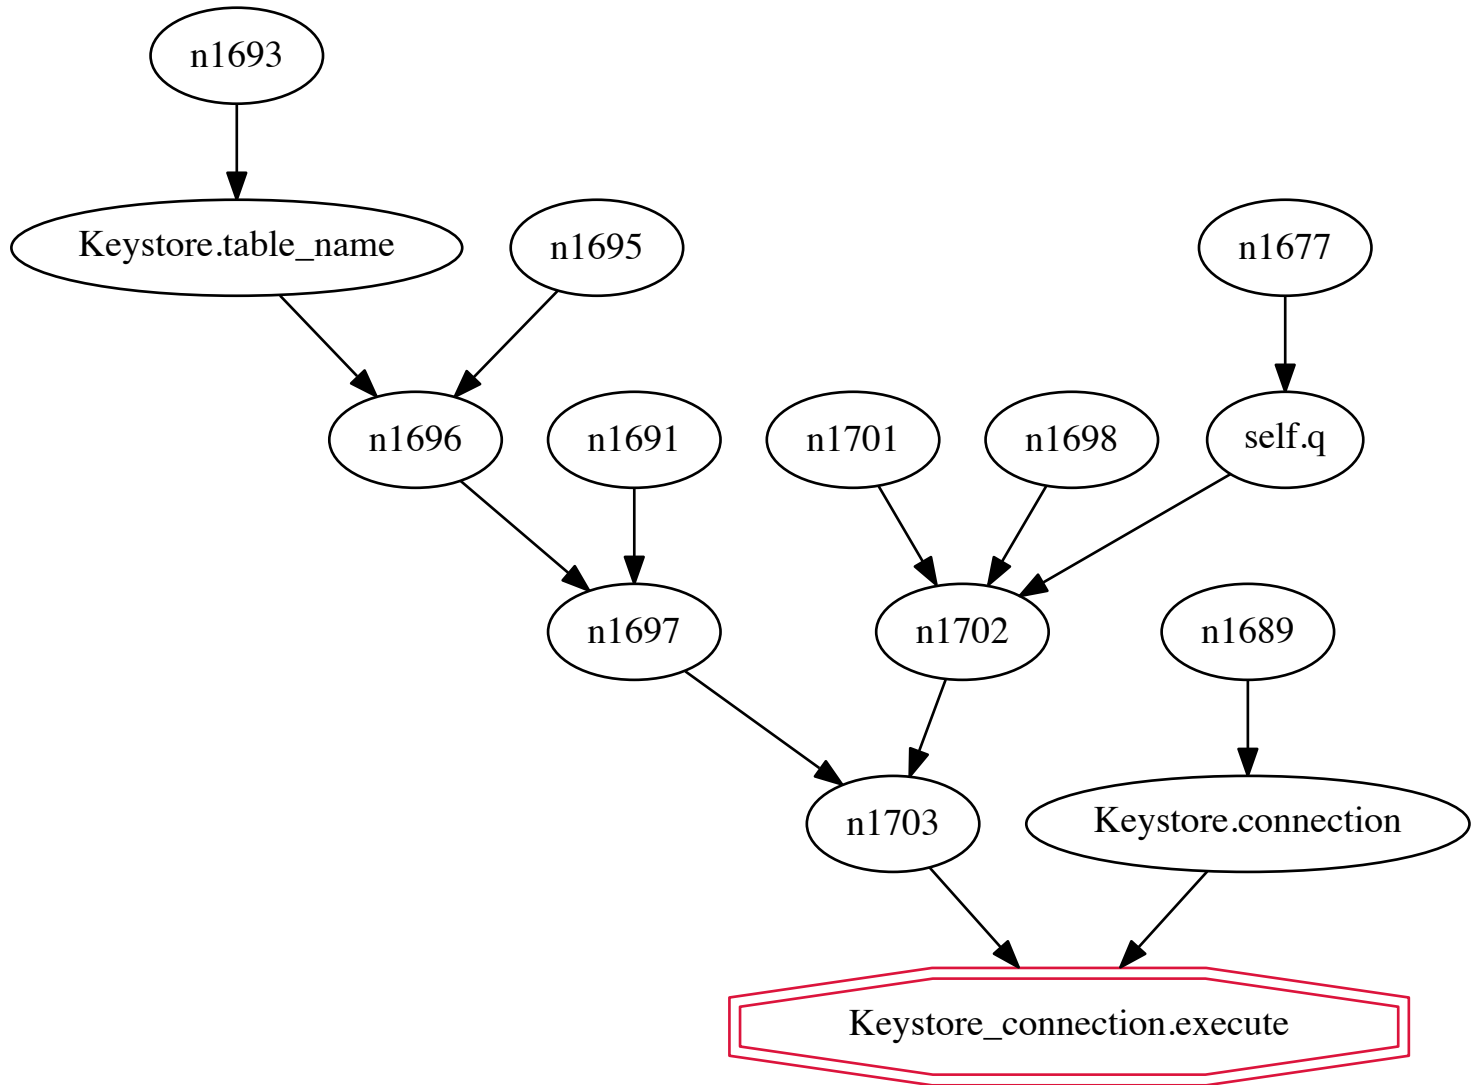 n1693
Keystore.table_name
n1695
n1677
n1696
n1691
n1701
n1698
self.q
n1697
n1702
n1689
n1703
Keystore.connection
Keystore_connection.execute